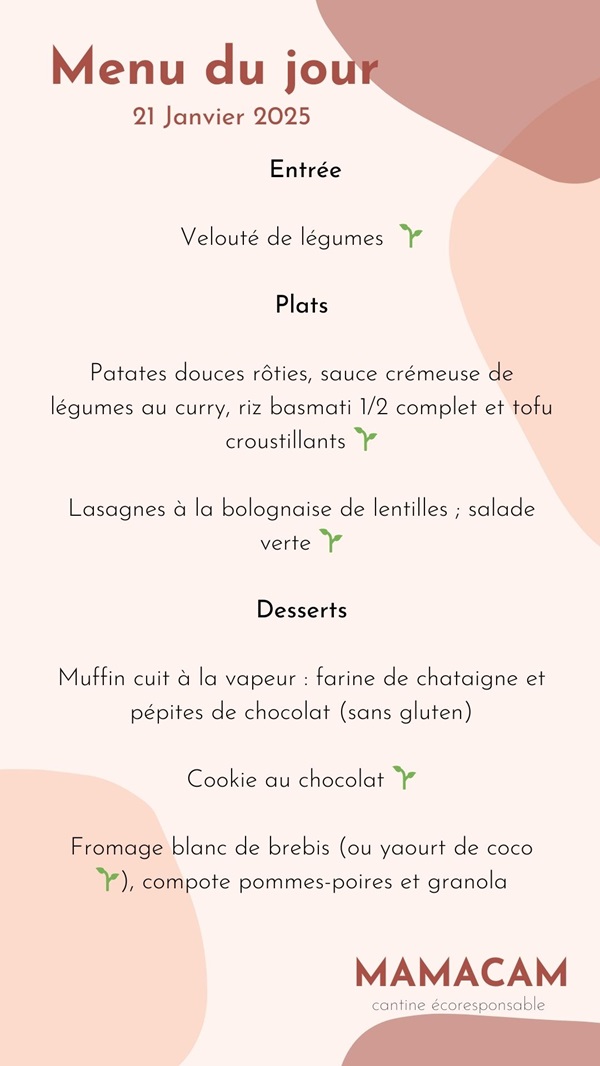 Menu du jour
21 Janvier 2025
Entrée
Velouté de légumes 🌱
Plats
Patates douces rôties, sauce crémeuse de
légumes au curry, riz basmati 1/2 complet et tofu
croustillants 🌱
Lasagnes à la bolognaise de lentilles ; salade
verte 🌱
Desserts
Muffin cuit à la vapeur : farine de chataigne et
pépites de chocolat (sans gluten)
Cookie au chocolat 🌱
Fromage blanc de brebis (ou yaourt de coco
🌱), compote pommes-poires et granola
MAMACAM
cantine écoresponsable